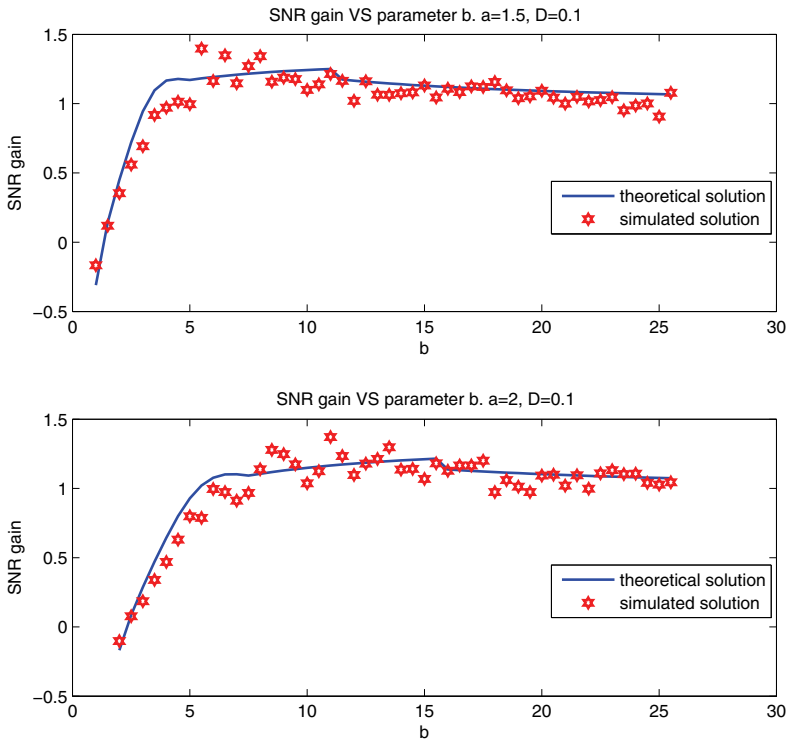 SNR gain VS parameter b. a=1.5, D=0.1
1.5
1
0.5
0
−0.5
SNR gain
theoretical solution
simulated solution
0 5 10 15 20 25 30
b
SNR gain VS parameter b. a=2, D=0.1
1.5
1
0.5
0
−0.5
SNR gain
theoretical solution
simulated solution
0 5 10 15 20 25 30
b